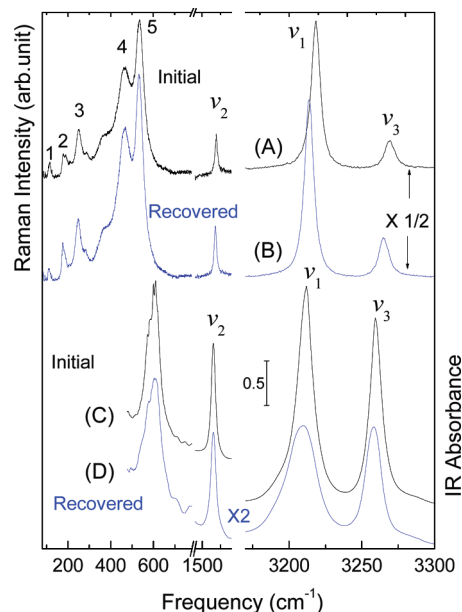 Raman Intensity (arb.unit)
1
2
3
4
5
Initial
ν2
ν1
ν3
(A)
Recovered
X 1/2
(B)
ν1
ν2
ν3
Initial
0.5
(C)
(D)
Recovered
X2
IR Absorbance
200 400 600 1500 3200 3250 3300
Frequency (cm-1)